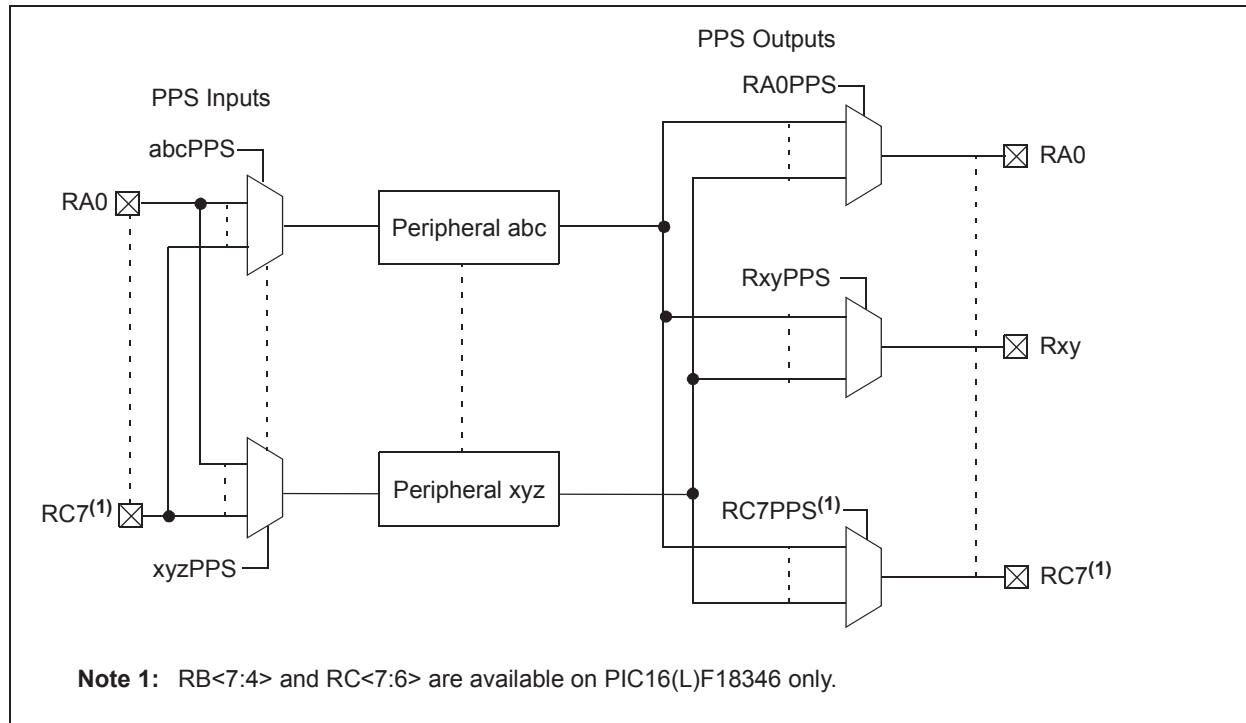 PPS Outputs
RA0PPS
PPS Inputs
abcPPS
RA0
RA0
Peripheral abc
RxyPPS
Rxy
Peripheral xyz
RC7(1)
RC7PPS(1)
xyzPPS
RC7(1)
Note 1: RB<7:4> and RC<7:6> are available on PIC16(L)F18346 only.